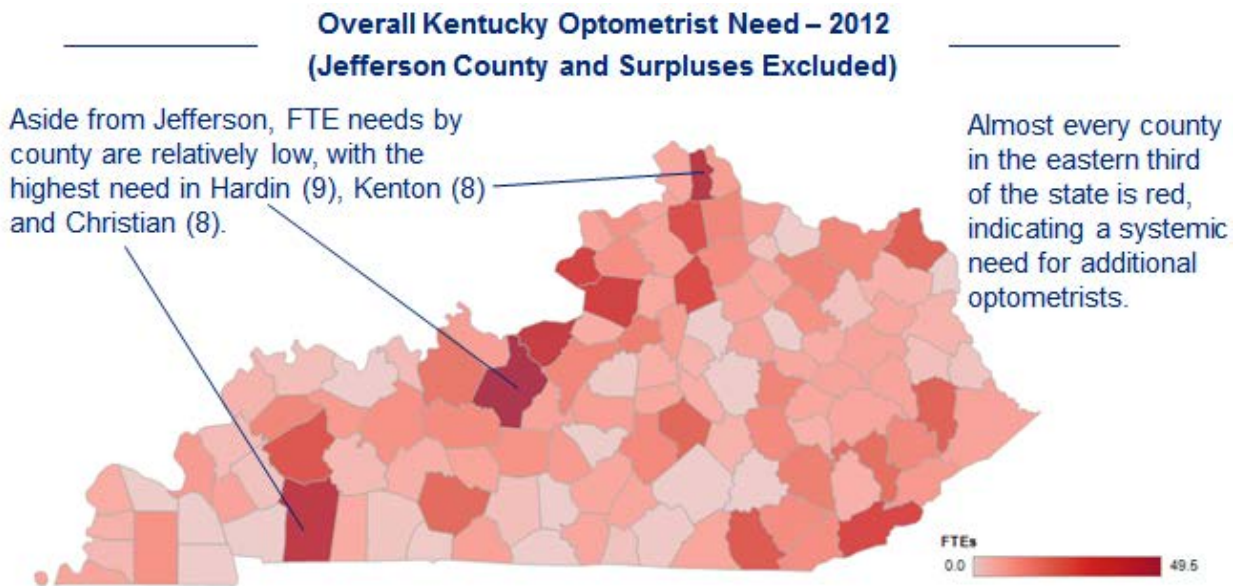 Overall Kentucky Optometrist Need – 2012
(Jefferson County and Surpluses Excluded)
Aside from Jefferson, FTE needs by
county are relatively low, with the
highest need in Hardin (9), Kenton (8)
and Christian (8).
Almost every county
in the eastern third
of the state is red,
indicating a systemic
need for additional
optometrists.
FTEs
0.0 49.5